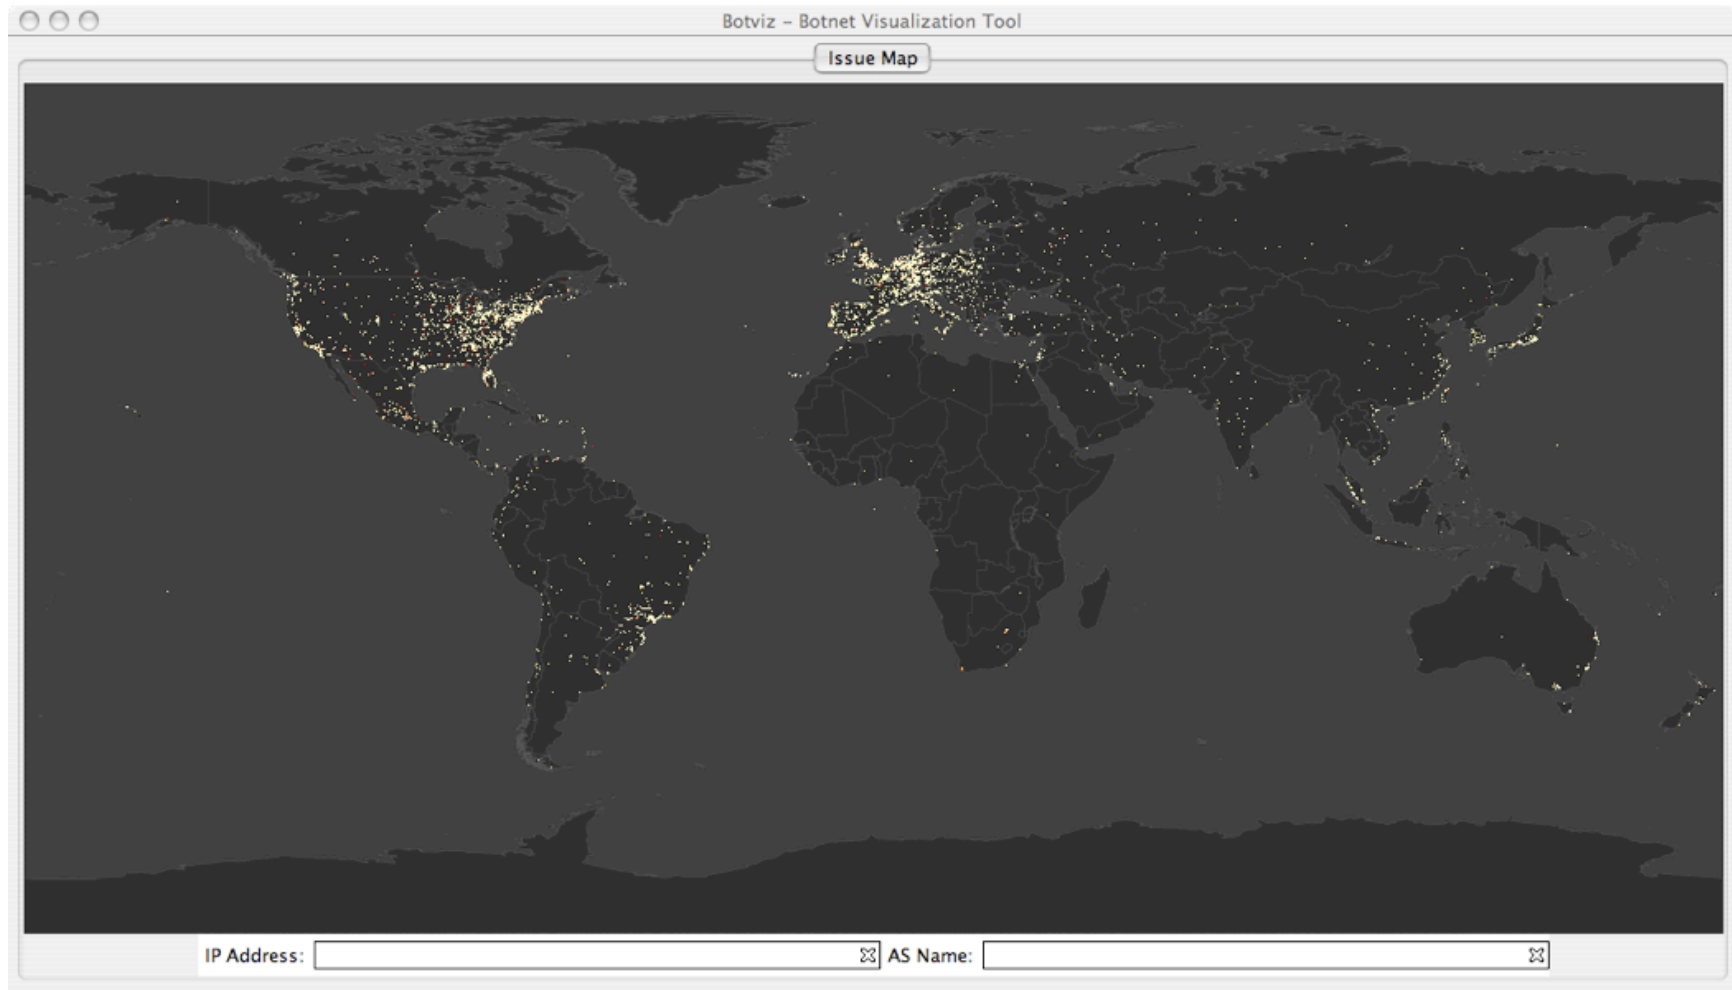 Botviz – Botnet Visualization Tool
Issue Map
IP Address: AS Name: